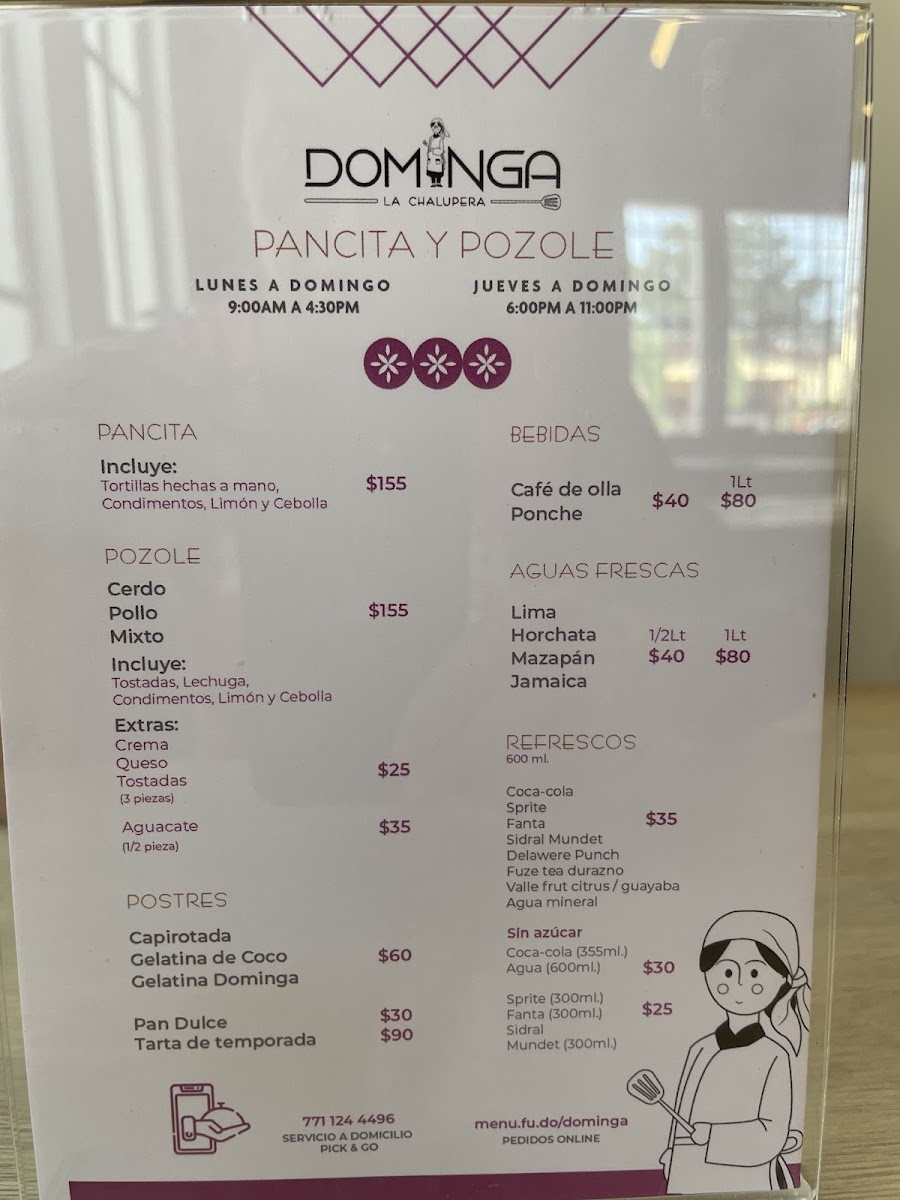 DOMINGA
LA CHALUPERA
PANCITA Y POZOLE
LUNES A DOMINGO
9:00AM A 4:30PM
JUEVES A DOMINGO
6:00PM A 11:00PM
PANCITA
Incluye:
Tortillas hechas a mano,
Condimentos, Limón y Cebolla
$155
POZOLE
Cerdo
Pollo
Mixto
$155
Incluye:
Tostadas, Lechuga,
Condimentos, Limón y Cebolla
Extras:
Crema
Queso
Tostadas
(3 piezas)
$25
Aguacate
(1/2 pieza)
$35
POSTRES
Capirotada
Gelatina de Coco
Gelatina Dominga
$60
Pan Dulce $30
Tarta de temporada $90
BEBIDAS
Café de olla
Ponche
1Lt
$40 $80
AGUAS FRESCAS
Lima
Horchata
Mazapán
Jamaica
1/2Lt 1Lt
$40 $80
REFRESCOS
600 ml.
Coca-cola
Sprite
Fanta
Sidral Mundet
Delawere Punch
Fuze tea durazno
Valle frut citrus / guayaba
Agua mineral
$35
Sin azúcar
Coca-cola (355ml.)
Agua (600ml.)
$30
Sprite (300ml.)
Fanta (300ml.)
Sidral
Mundet (300ml.)
$25
771 124 4496
SERVICIO A DOMICILIO
PICK & GO
menu.fu.do/dominga
PEDIDOS ONLINE